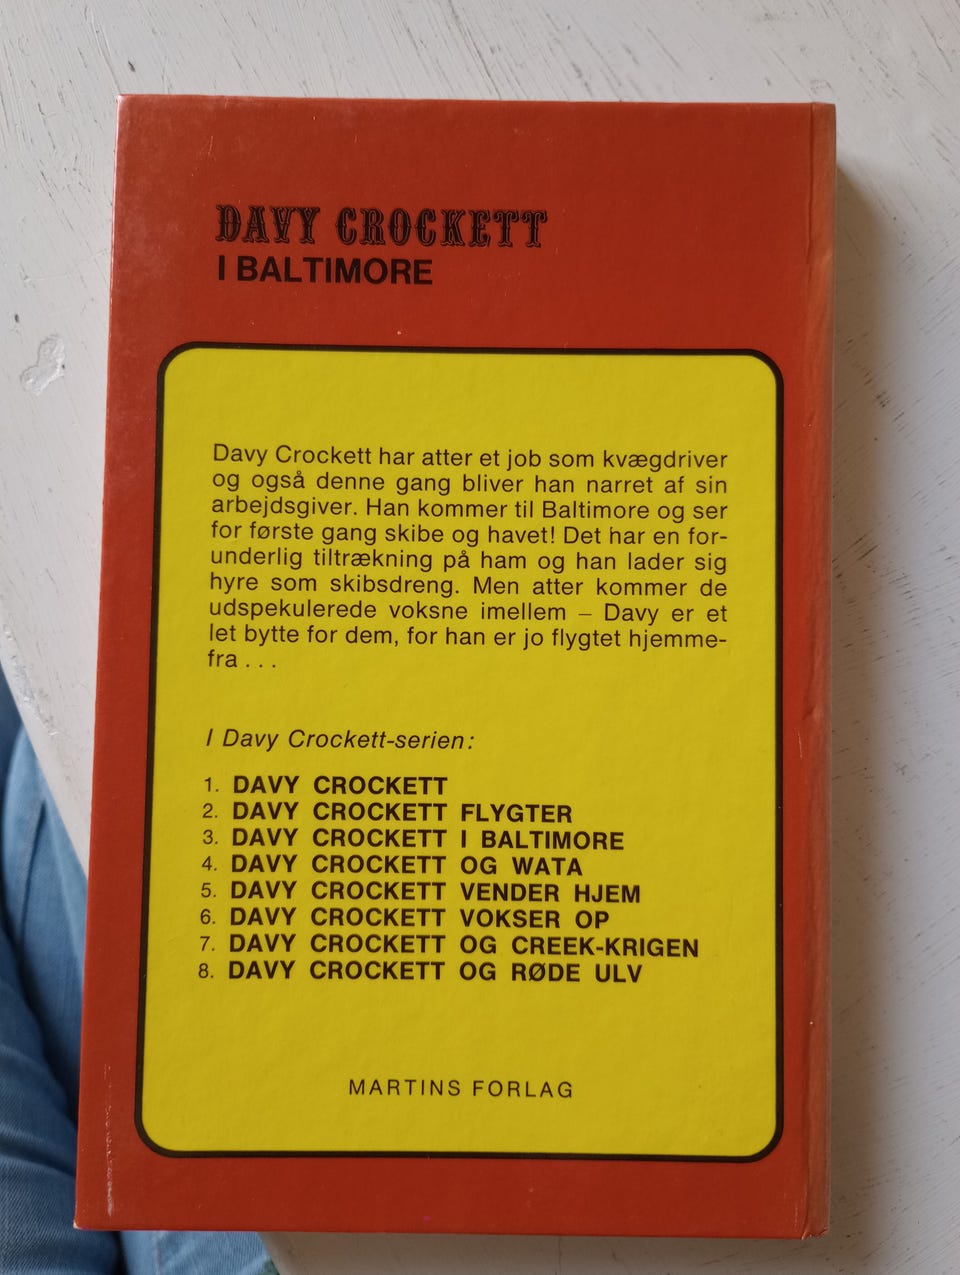 DAVY CROCKETT
I BALTIMORE
Davy Crockett har atter et job som kvægdriver
og også denne gang bliver han narret af sin
arbejdsgiver. Han kommer til Baltimore og ser
for første gang skibe og havet! Det har en for-
underlig tiltrækning på ham og han lader sig
hyre som skibsdreng. Men atter kommer de
udspekulerede voksne imellem – Davy er et
let bytte for dem, for han er jo flygtet hjemme-
fra . . .
I Davy Crockett-serien:
1. DAVY CROCKETT
2. DAVY CROCKETT FLYGTER
3. DAVY CROCKETT I BALTIMORE
4. DAVY CROCKETT OG WATA
5. DAVY CROCKETT VENDER HJEM
6. DAVY CROCKETT VOKSER OP
7. DAVY CROCKETT OG CREEK-KRIGEN
8. DAVY CROCKETT OG RØDE ULV
MARTINS FORLAG